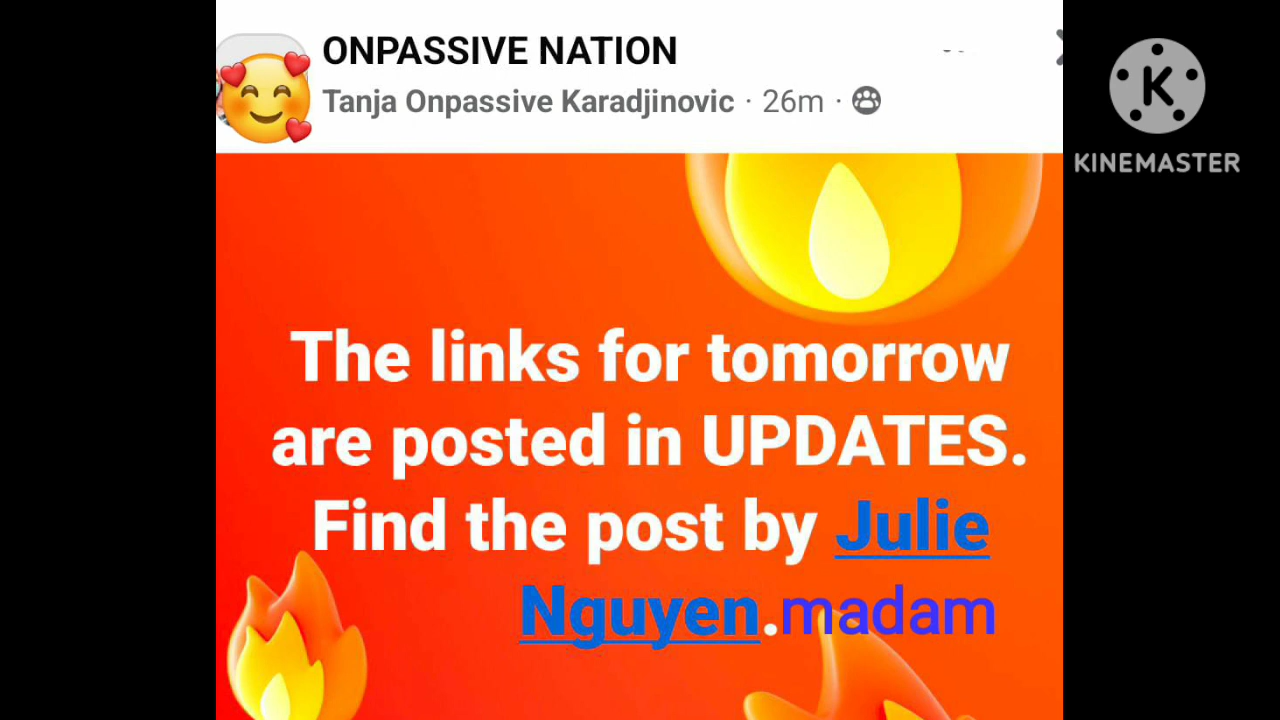 ONPASSIVE NATION
Tanja Onpassive Karadjinovic · 26m ·
K
KINEMASTER
The links for tomorrow
are posted in UPDATES.
Find the post by Julie
Nguyen.madam